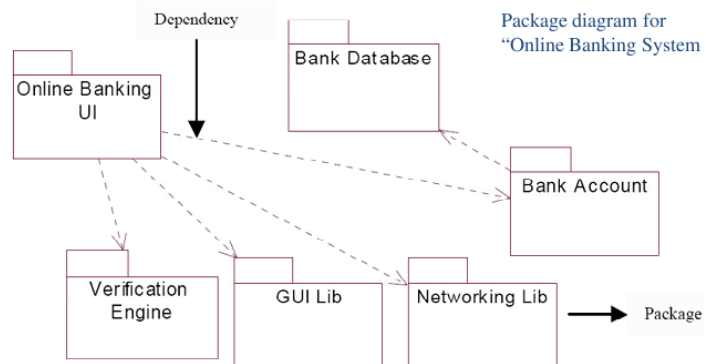 Dependency
Package diagram for
“Online Banking System
Bank Database
Online Banking
UI
Bank Account
Verification
Engine
GUI Lib
Networking Lib
Package